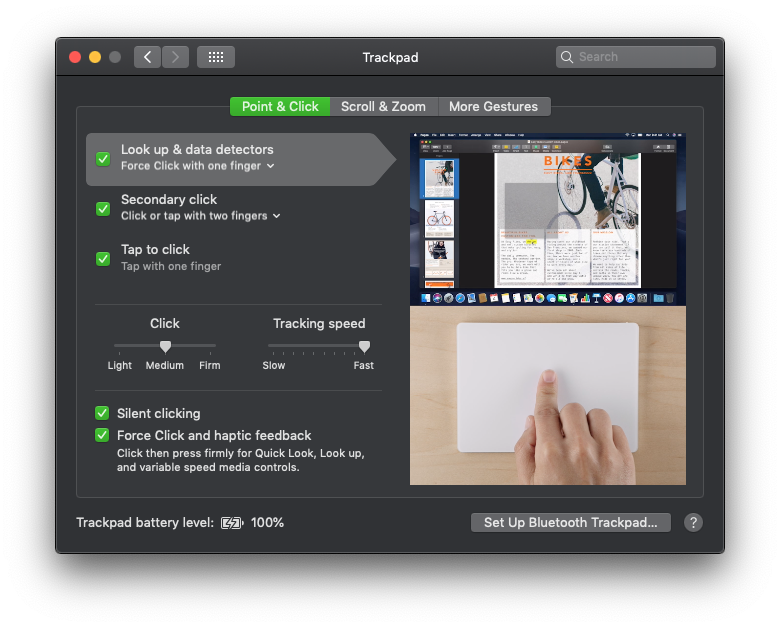 Trackpad
Search
Point & Click
Scroll & Zoom
More Gestures
Look up & data detectors
Force Click with one finger
Secondary click
Click or tap with two fingers
Tap to click
Tap with one finger
Click
Tracking speed
Light
Medium
Firm
Slow
Fast
Silent clicking
Force Click and haptic feedback
Click then press firmly for Quick Look, Look up,
and variable speed media controls.
BIKES
Trackpad battery level:
100%
Set Up Bluetooth Trackpad...
?